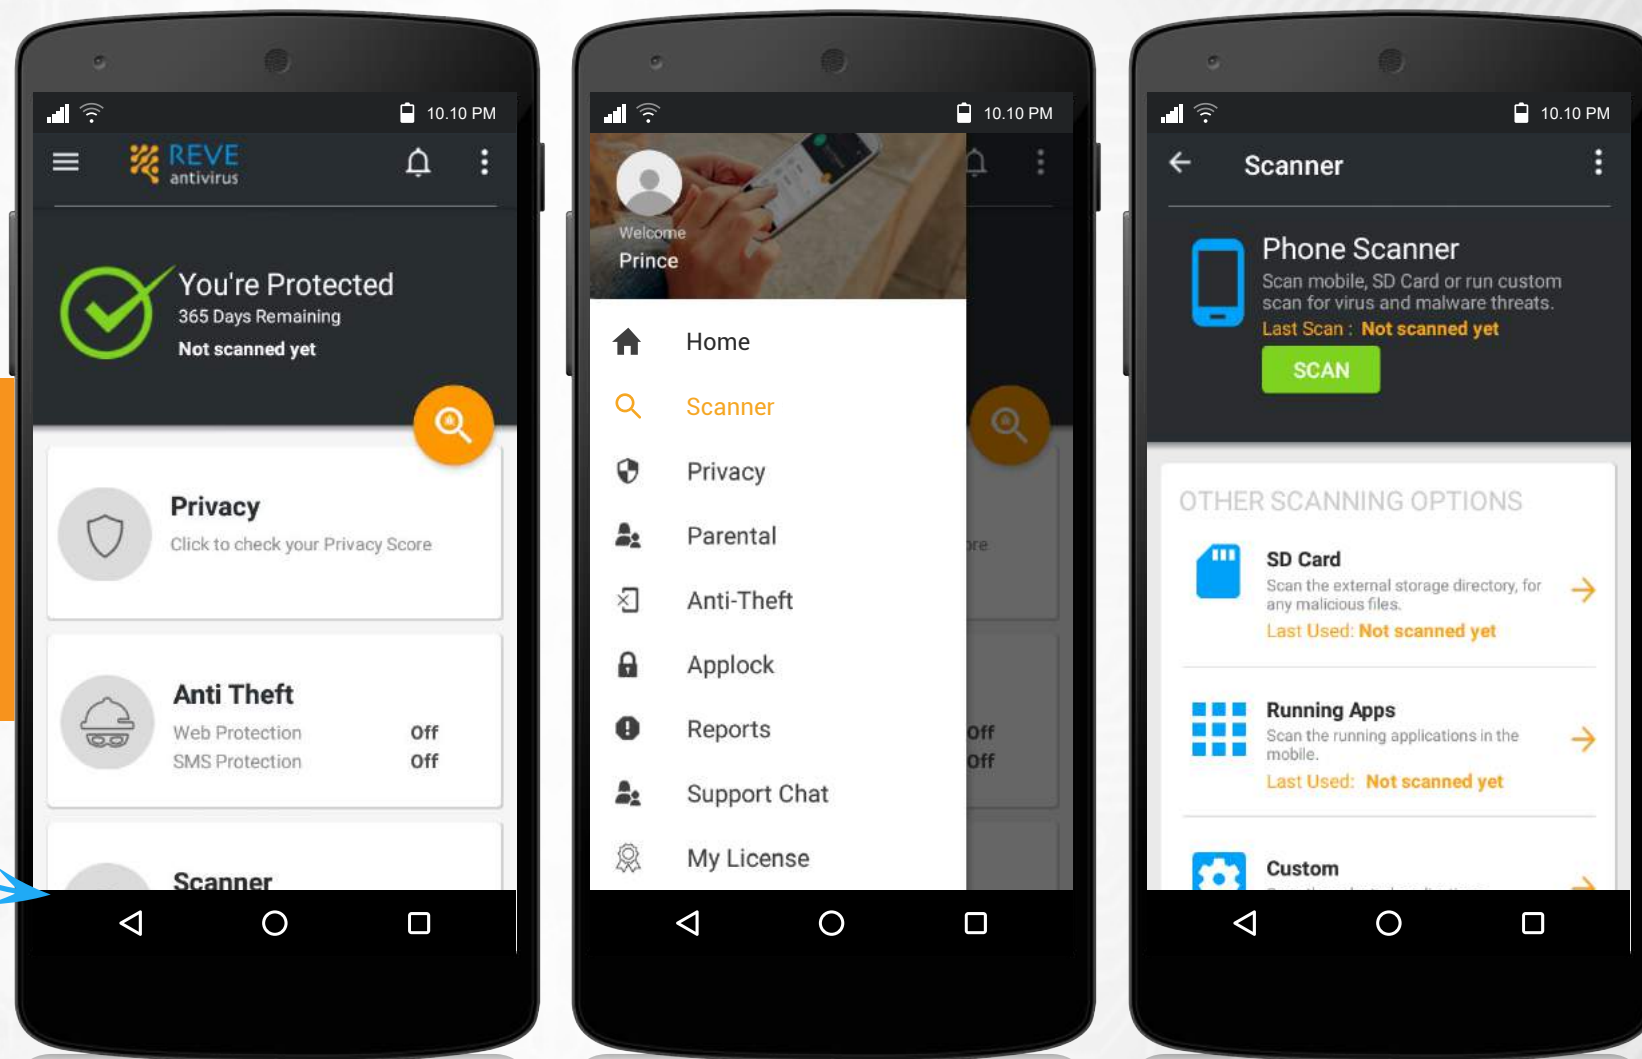 10.10 PM
REVE
antivirus
You're Protected
365 Days Remaining
Not scanned yet
Privacy
Click to check your Privacy Score
Anti Theft
Web Protection Off
SMS Protection Off
Scanner
10.10 PM
Welcome
Prince
Home
Scanner
Privacy
Parental
Anti-Theft
Applock
Reports
Support Chat
My License
Off
Off
10.10 PM
Scanner
Phone Scanner
Scan mobile, SD Card or run custom
scan for virus and malware threats.
Last Scan : Not scanned yet
SCAN
OTHER SCANNING OPTIONS
SD Card
Scan the external storage directory, for
any malicious files.
Last Used: Not scanned yet
Running Apps
Scan the running applications in the
mobile.
Last Used: Not scanned yet
Custom